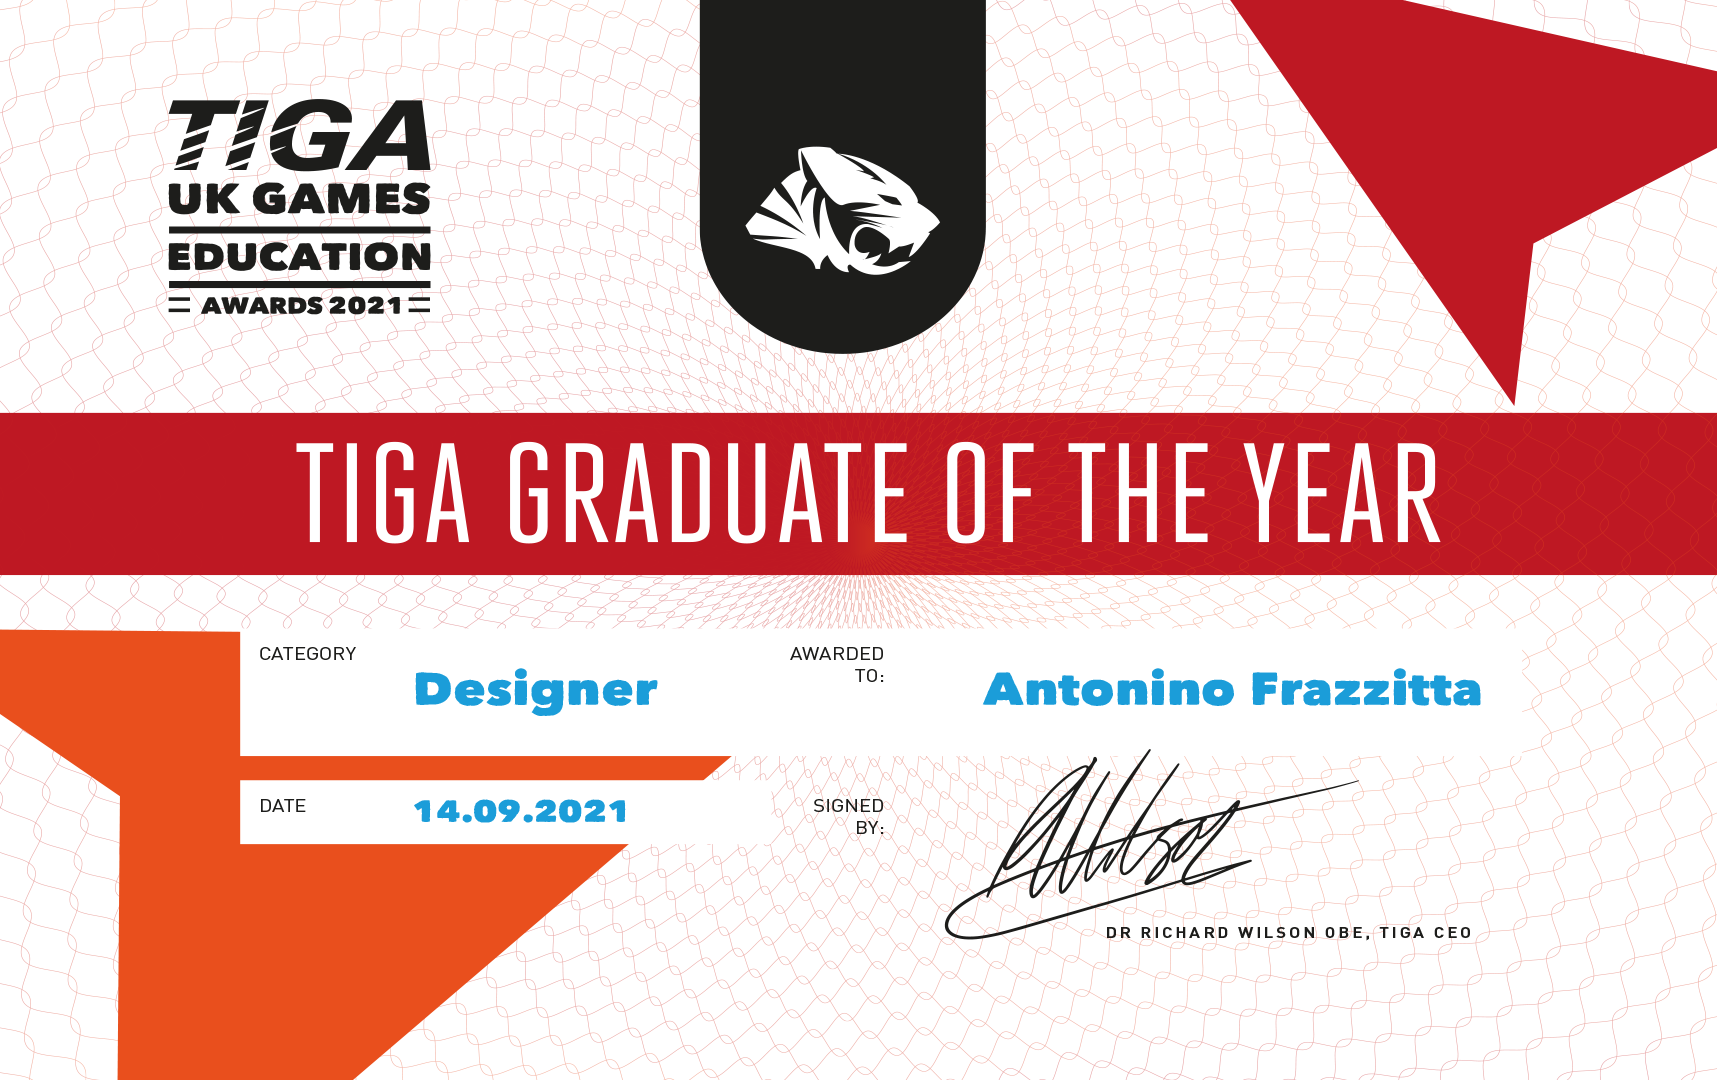 TIGA
UK GAMES
EDUCATION
AWARDS 2021
TIGA GRADUATE OF THE YEAR
CATEGORY
Designer
AWARDED
TO:
Antonino Frazzitta
DATE
14.09.2021
SIGNED
BY:
DR RICHARD WILSON OBE, TIGA CEO